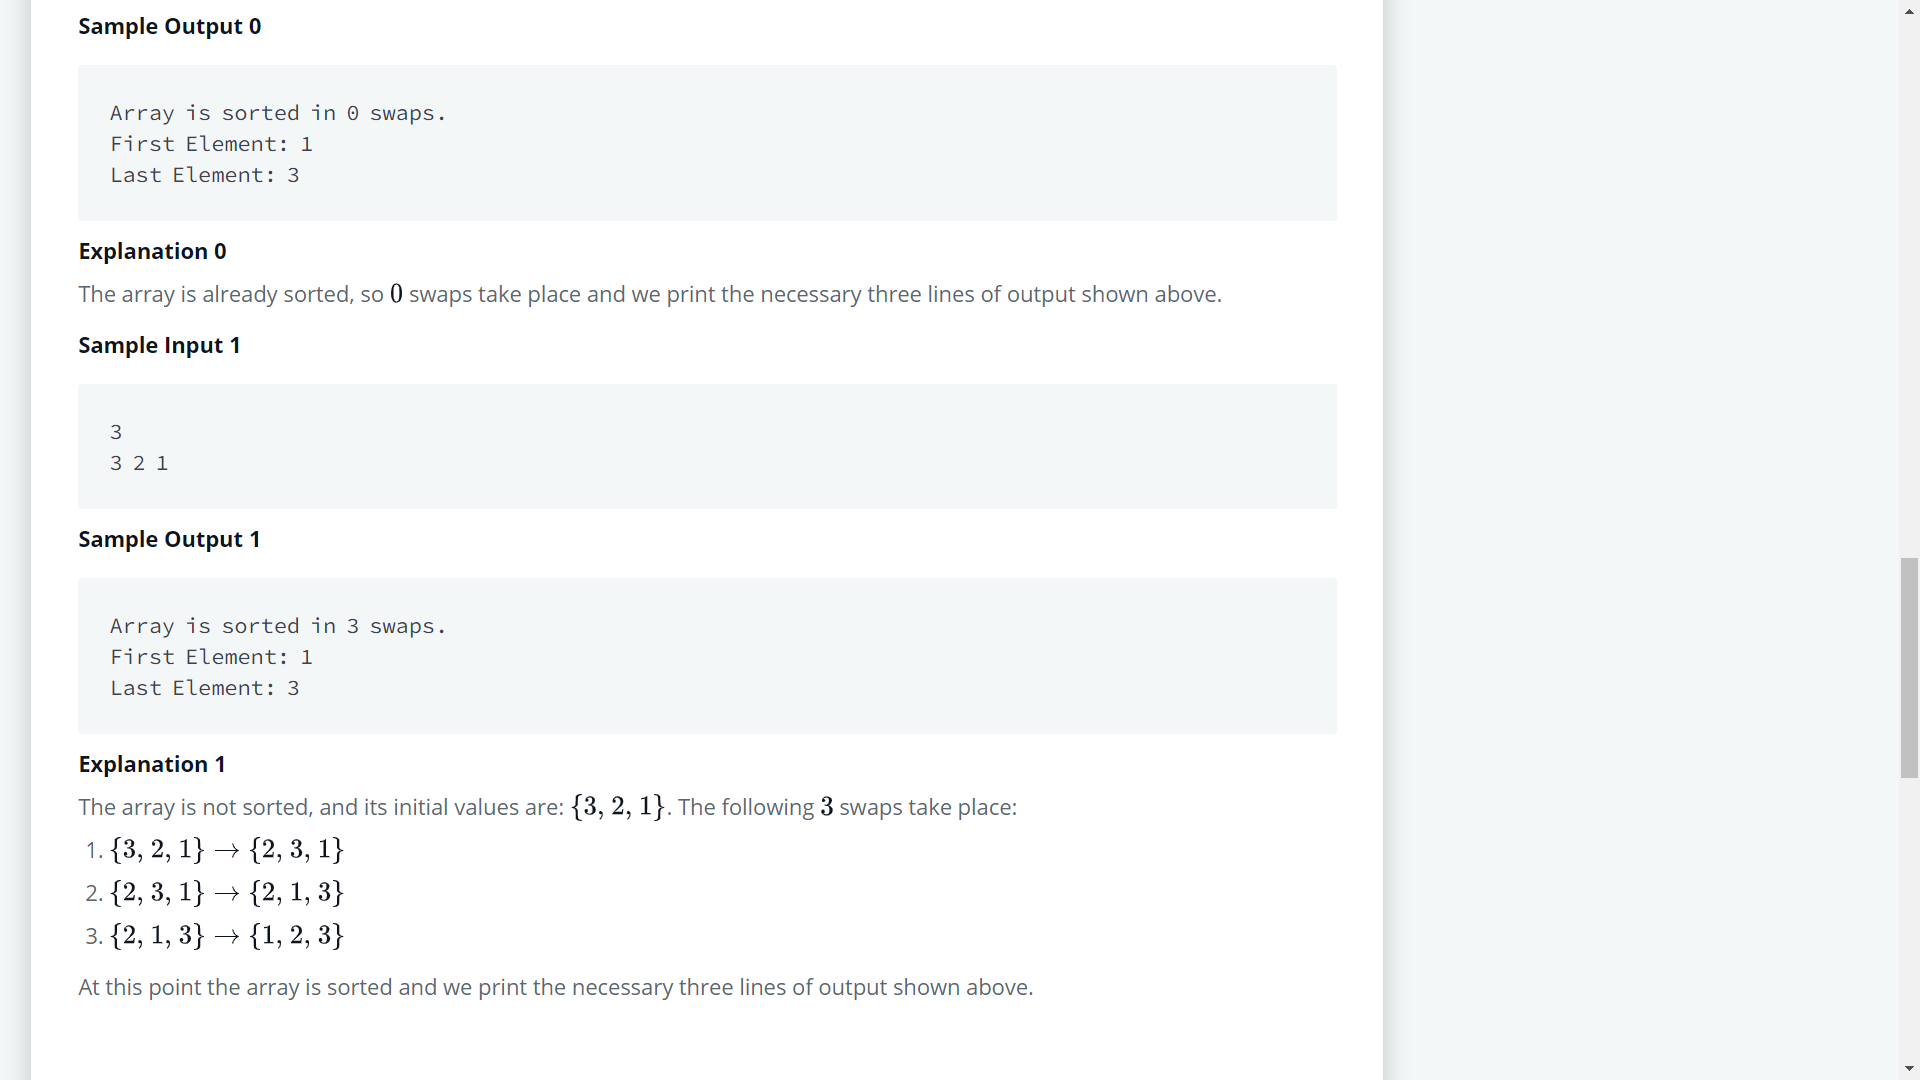 Sample Output 0
Array is sorted in 0 swaps.
First Element: 1
Last Element: 3
Explanation 0
The array is already sorted, so 0 swaps take place and we print the necessary three lines of output shown above.
Sample Input 1
3
3 2 1
Sample Output 1
Array is sorted in 3 swaps.
First Element: 1
Last Element: 3
Explanation 1
The array is not sorted, and its initial values are: {3, 2, 1}. The following 3 swaps take place:
1. {3, 2, 1} → {2, 3, 1}
2. {2, 3, 1} → {2, 1, 3}
3. {2, 1, 3} → {1, 2, 3}
At this point the array is sorted and we print the necessary three lines of output shown above.